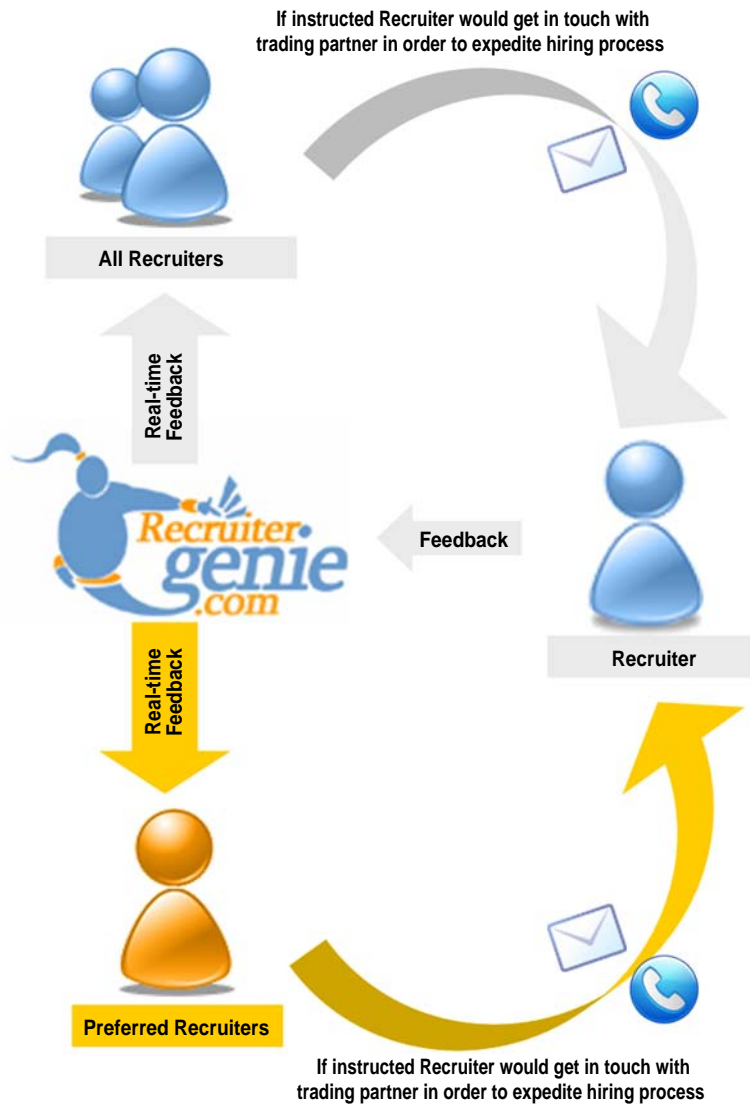 If instructed Recruiter would get in touch with
trading partner in order to expedite hiring process
All Recruiters
Real-time
Feedback
Recruiter
genie
.com
Feedback
Recruiter
Real-time
Feedback
Preferred Recruiters
If instructed Recruiter would get in touch with
trading partner in order to expedite hiring process